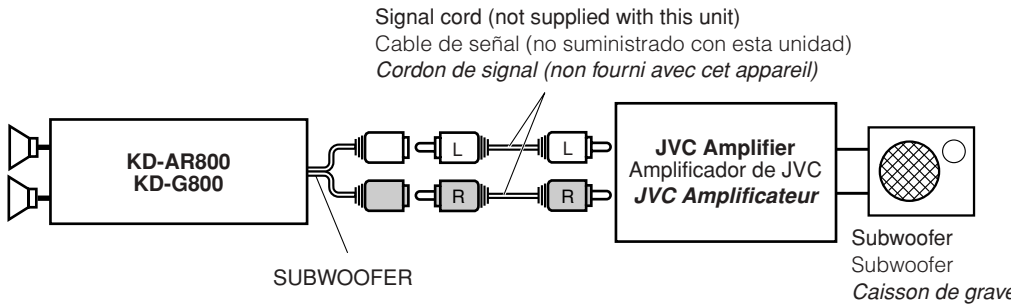 Signal cord (not supplied with this unit)
Cable de señal (no suministrado con esta unidad)
Cordon de signal (non fourni avec cet appareil)
KD-AR800
KD-G800
L
L
R
R
JVC Amplifier
Amplificador de JVC
JVC Amplificateur
SUBWOOFER
Subwoofer
Subwoofer
Caisson de grave